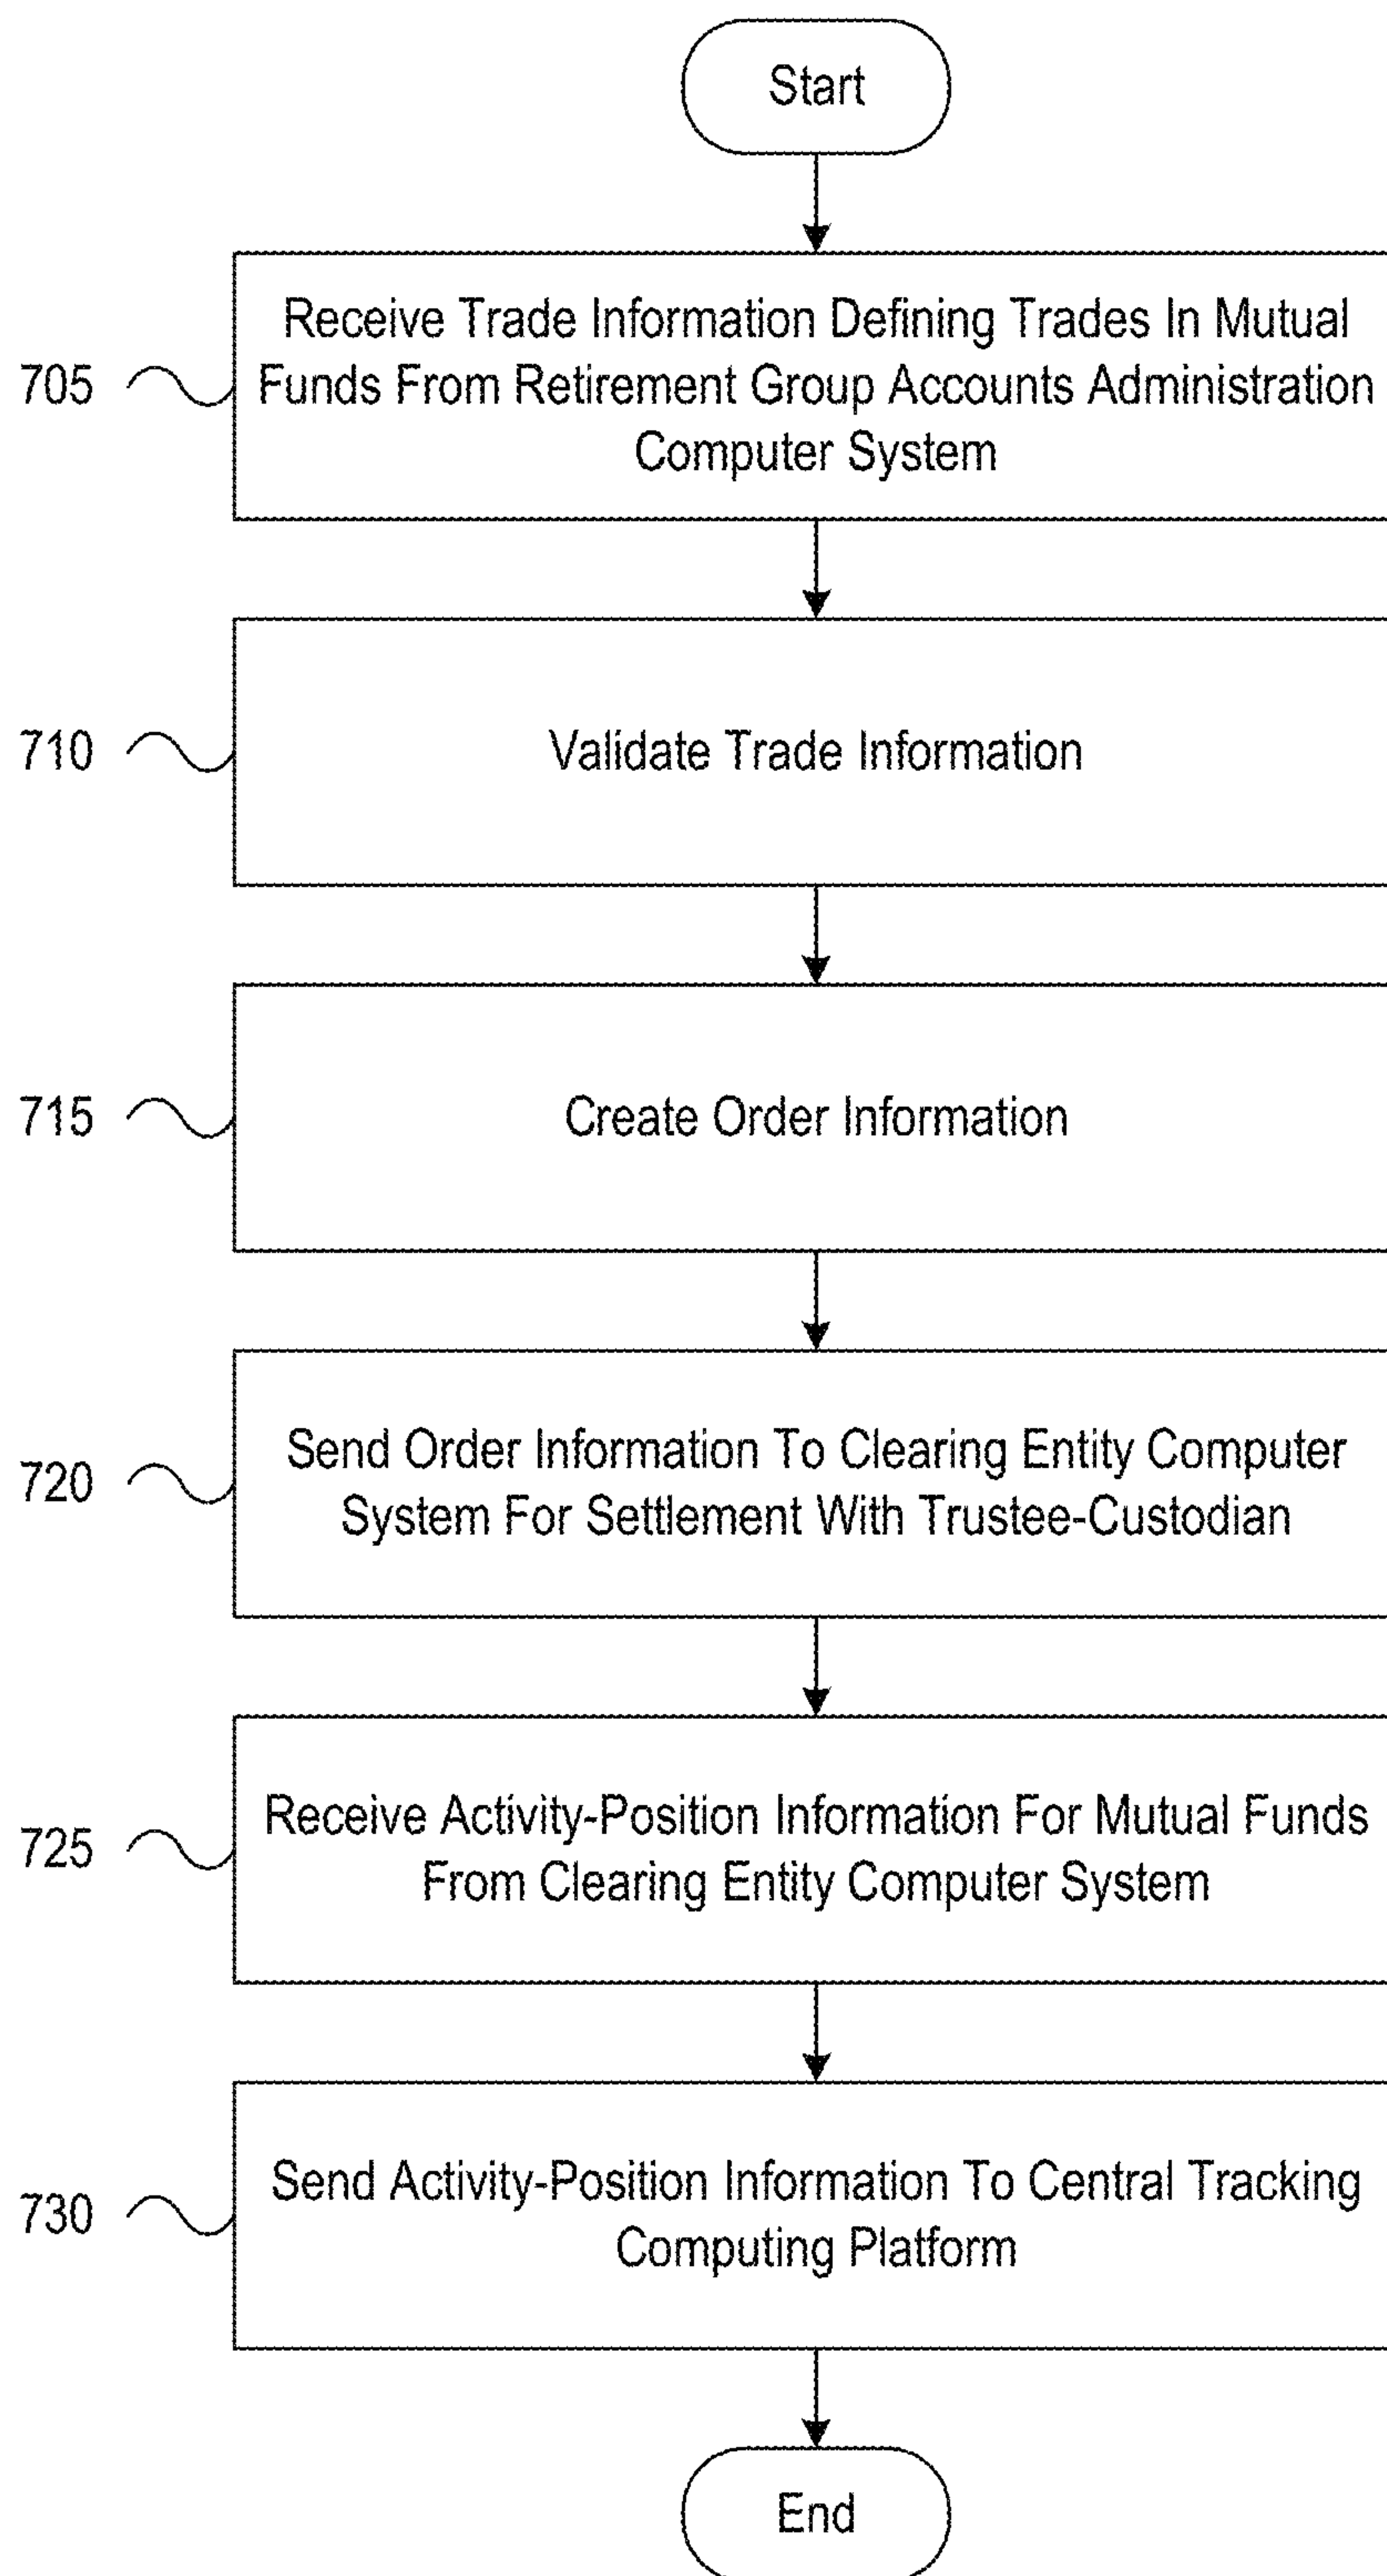 Start
705
Receive Trade Information Defining Trades In Mutual
Funds From Retirement Group Accounts Administration
Computer System
710
Validate Trade Information
715
Create Order Information
720
Send Order Information To Clearing Entity Computer
System For Settlement With Trustee-Custodian
725
Receive Activity-Position Information For Mutual Funds
From Clearing Entity Computer System
730
Send Activity-Position Information To Central Tracking
Computing Platform
End